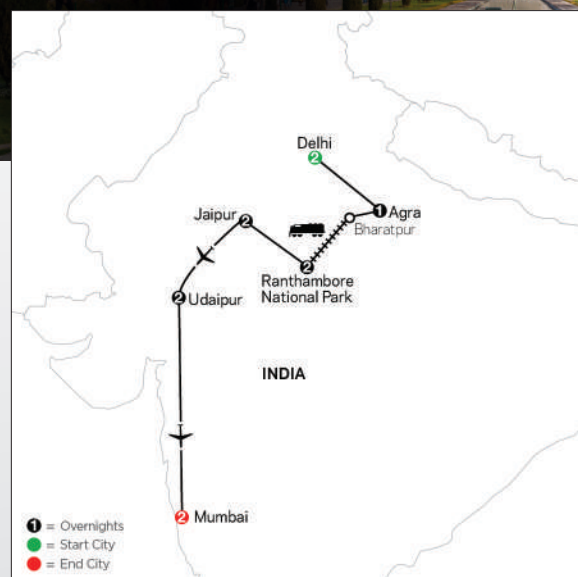 Delhi
2
1
Agra
Bharatpur
Jaipur
2
2
Ranthambore
National Park
2
Udaipur
INDIA
2
Mumbai
1 = Overnights
= Start City
= End City